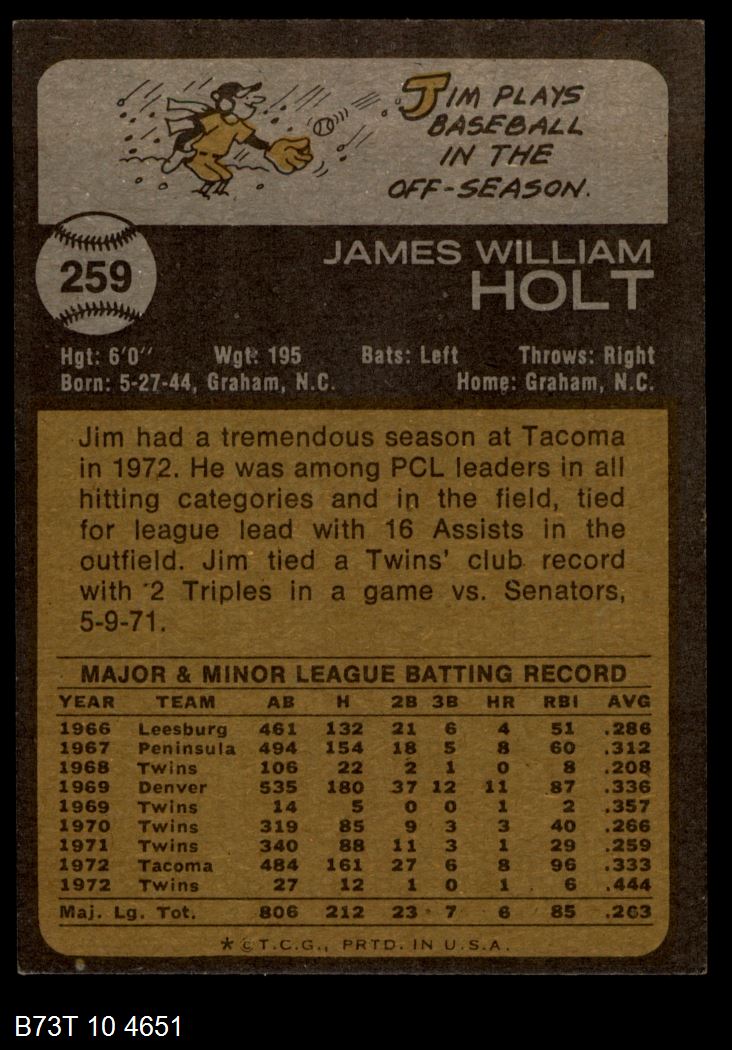 JIM PLAYS
BASEBALL
IN THE
OFF-SEASON.
259
JAMES WILLIAM
HOLT
Hgt: 6'0" Wgt: 195 Bats: Left Throws: Right
Born: 5-27-44, Graham, N.C. Home: Graham, N.C.
Jim had a tremendous season at Tacoma
in 1972. He was among PCL leaders in all
hitting categories and in the field, tied
for league lead with 16 Assists in the
outfield. Jim tied a Twins' club record
with 2 Triples in a game vs. Senators,
5-9-71.
MAJOR & MINOR LEAGUE BATTING RECORD
YEAR TEAM AB H 2B 3B HR RBI AVG
1966 Leesburg 461 132 21 6 4 51 .286
1967 Peninsula 494 154 18 5 8 60 .312
1968 Twins 106 22 2 1 0 8 .208
1969 Denver 535 180 37 12 11 87 .336
1969 Twins 14 5 0 0 1 2 .357
1970 Twins 319 85 9 3 3 40 .266
1971 Twins 340 88 11 3 1 29 .259
1972 Tacoma 484 161 27 6 8 96 .333
1972 Twins 27 12 1 0 1 6 .444
Maj. Lg. Tot. 806 212 23 7 6 85 .263
*© T.C.G., PRTD. IN U.S.A.
B73T 10 4651